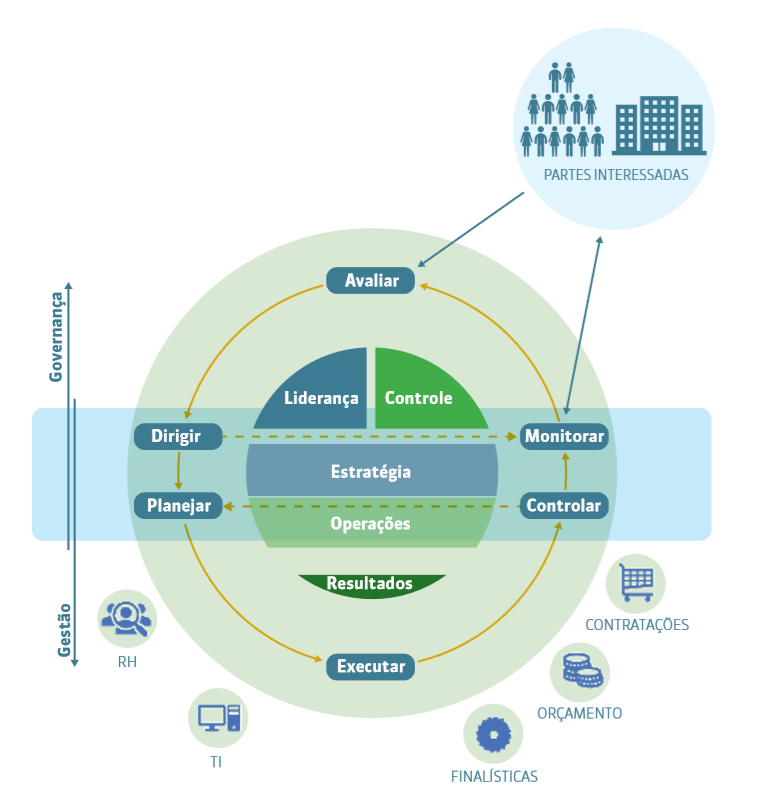 PARTES INTERESSADAS
Avaliar
Governança
Liderança
Controle
Dirigir
Monitorar
Estratégia
Planejar
Controlar
Operações
Resultados
Gestão
CONTRATAÇÕES
RH
Executar
ORÇAMENTO
TI
FINALÍSTICAS